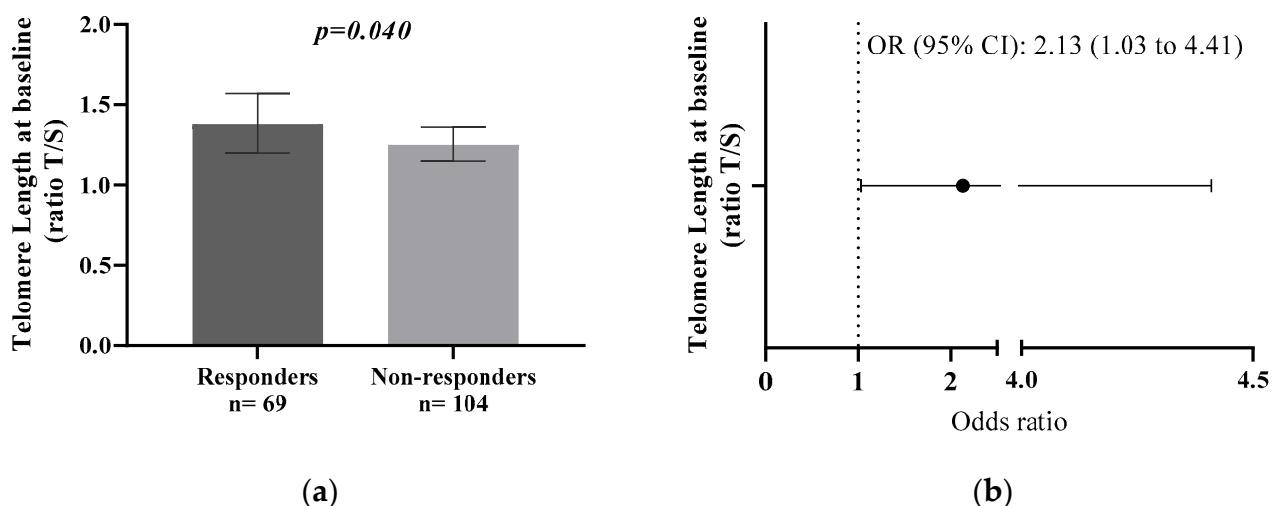 Telomere Length at baseline
(ratio T/S)
2.0
1.5
1.0
0.5
0.0
p=0.040
Responders
n= 69
Non-responders
n= 104
(a)
Telomere Length at baseline
(ratio T/S)
OR (95% CI): 2.13 (1.03 to 4.41)
0 1 2 4.0 4.5
Odds ratio
(b)